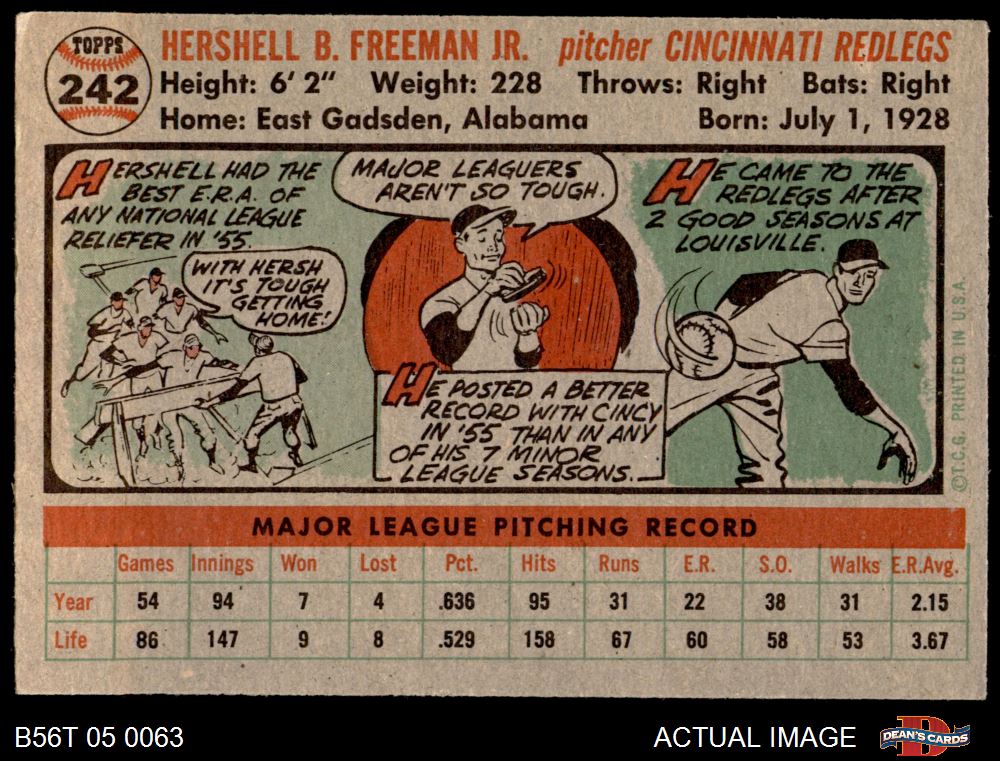 TOPPS
242
HERSHELL B. FREEMAN JR. pitcher CINCINNATI REDLEGS
Height: 6' 2" Weight: 228 Throws: Right Bats: Right
Home: East Gadsden, Alabama Born: July 1, 1928
HERSHELL HAD THE
BEST E.R.A. OF
ANY NATIONAL LEAGUE
RELIEFER IN '55.
WITH HERSH
IT'S TOUGH
GETTING
HOME!
MAJOR LEAGUERS
AREN'T SO TOUGH.
HE POSTED A BETTER
RECORD WITH CINCY
IN '55 THAN IN ANY
OF HIS 7 MINOR
LEAGUE SEASONS.
HE CAME TO THE
REDLEGS AFTER
2 GOOD SEASONS AT
LOUISVILLE.
©T.C.G. PRINTED IN U.S.A.
MAJOR LEAGUE PITCHING RECORD
Games Innings Won Lost Pct. Hits Runs E.R. S.O. Walks E.R.Avg.
Year 54 94 7 4 .636 95 31 22 38 31 2.15
Life 86 147 9 8 .529 158 67 60 58 53 3.67
B56T 05 0063 ACTUAL IMAGE DEAN'S CARDS